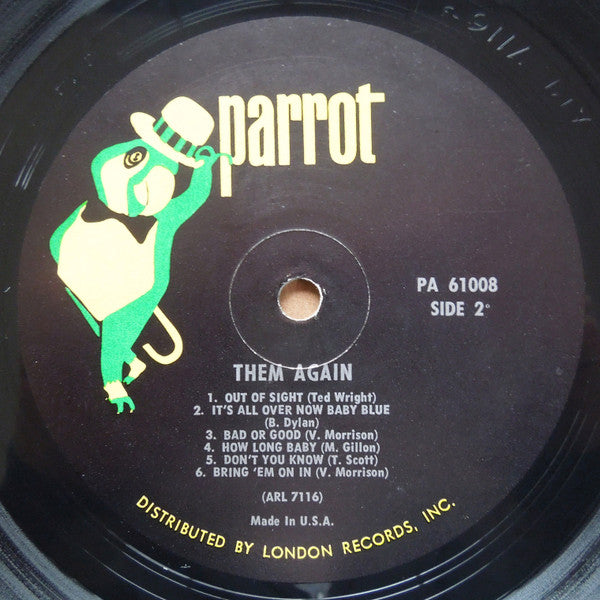 parrot
PA 61008
SIDE 2
THEM AGAIN
1. OUT OF SIGHT (Ted Wright)
2. IT'S ALL OVER NOW BABY BLUE
(B. Dylan)
3. BAD OR GOOD (V. Morrison)
4. HOW LONG BABY (M. Gillon)
5. DON'T YOU KNOW (T. Scott)
6. BRING 'EM ON IN (V. Morrison)
(ARL 7116)
Made In U.S.A.
DISTRIBUTED BY LONDON RECORDS, INC.